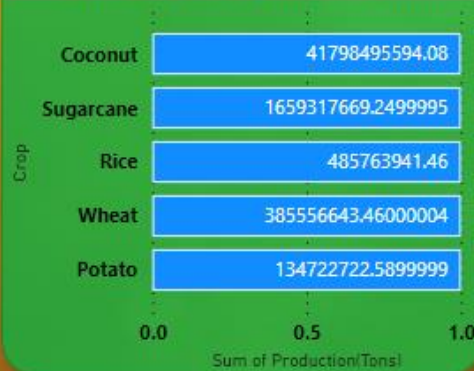 Crop
Coconut 41798495594.08
Sugarcane 1659317669.2499995
Rice 485763941.46
Wheat 385556643.46000004
Potato 134722722.5899999
0.0 0.5 1.0
Sum of Production(Tons)